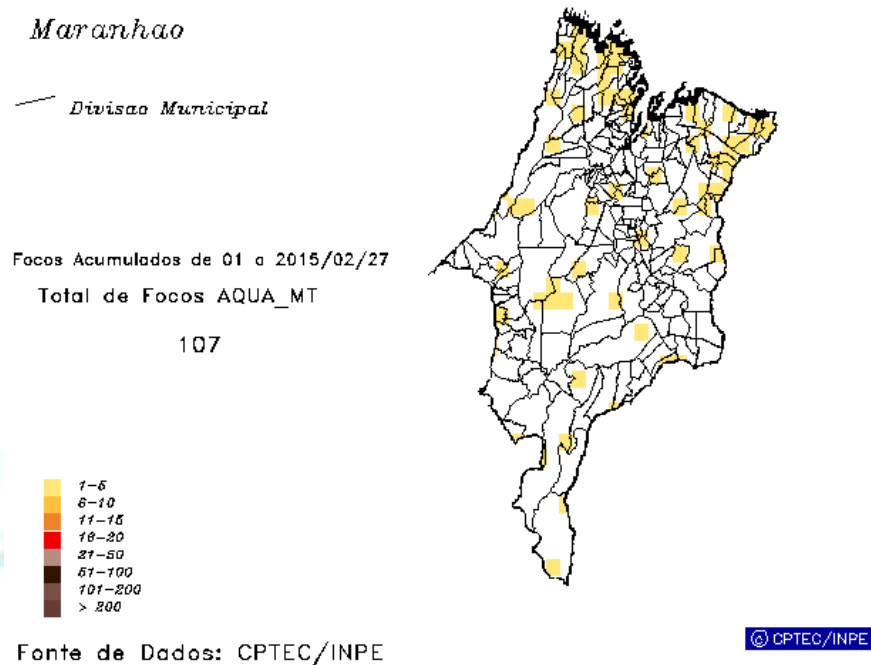 Maranhao
Divisao Municipal
Focos Acumulados de 01 a 2015/02/27
Total de Focos AQUA_MT
107
1-5
6-10
11-15
16-20
21-50
51-100
101-200
> 200
Fonte de Dados: CPTEC/INPE
© CPTEC/INPE